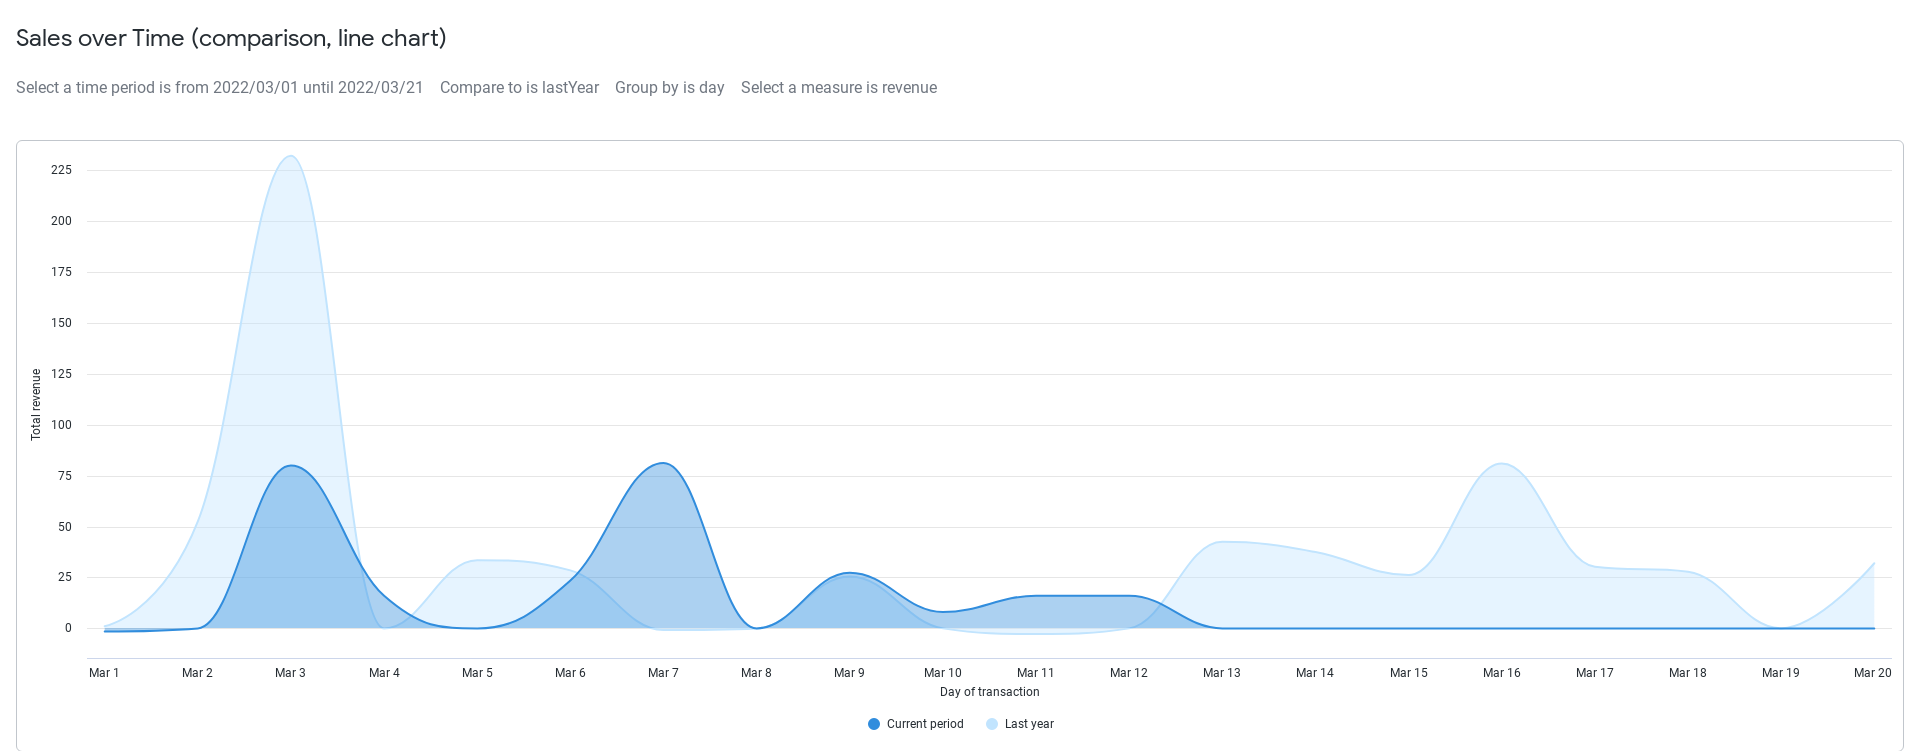 Sales over Time (comparison, line chart)
Select a time period is from 2022/03/01 until 2022/03/21 Compare to is lastYear Group by is day Select a measure is revenue
225
200
175
150
125
100
75
50
25
0
Total revenue
Mar 1 Mar 2 Mar 3 Mar 4 Mar 5 Mar 6 Mar 7 Mar 8 Mar 9 Mar 10 Mar 11 Mar 12 Mar 13 Mar 14 Mar 15 Mar 16 Mar 17 Mar 18 Mar 19 Mar 20
Day of transaction
Current period Last year